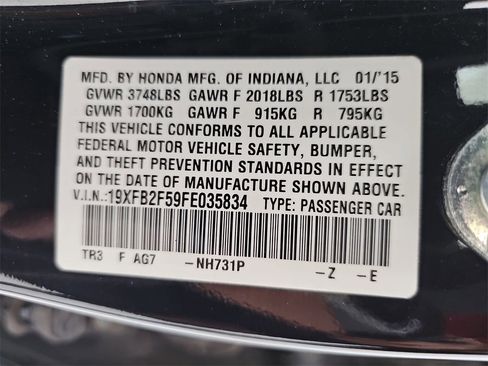 MFD. BY HONDA MFG. OF INDIANA, LLC 01/'15
GVWR 3748LBS GAWR F 2018LBS R 1753LBS
GVWR 1700KG GAWR F 915KG R 795KG
THIS VEHICLE CONFORMS TO ALL APPLICABLE
FEDERAL MOTOR VEHICLE SAFETY, BUMPER,
AND THEFT PREVENTION STANDARDS IN EFFECT
ON THE DATE OF MANUFACTURE SHOWN ABOVE.
V.I.N.:19XFB2F59FE035834 TYPE: PASSENGER CAR
TR3 F AG7 -NH731P -Z -E